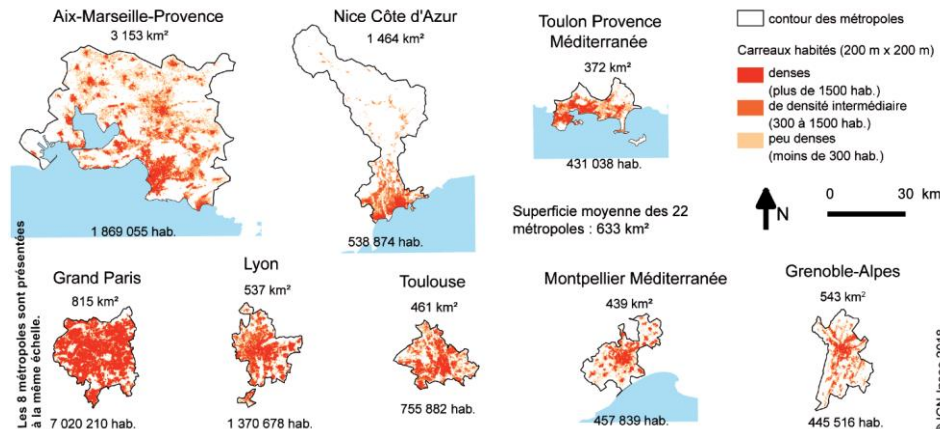 Aix-Marseille-Provence
3 153 km²
1 869 055 hab.
Nice Côte d'Azur
1 464 km²
538 874 hab.
Toulon Provence
Méditerranée
372 km²
431 038 hab.
Superficie moyenne des 22
métropoles : 633 km²
contour des métropoles
Carreaux habités (200 m x 200 m)
denses
(plus de 1500 hab.)
de densité intermédiaire
(300 à 1500 hab.)
peu denses
(moins de 300 hab.)
N
0 30 km
Les 8 métropoles sont présentées
à la même échelle.
Grand Paris
815 km²
7 020 210 hab.
Lyon
537 km²
1 370 678 hab.
Toulouse
461 km²
755 882 hab.
Montpellier Méditerranée
439 km²
457 839 hab.
Grenoble-Alpes
543 km²
445 516 hab.